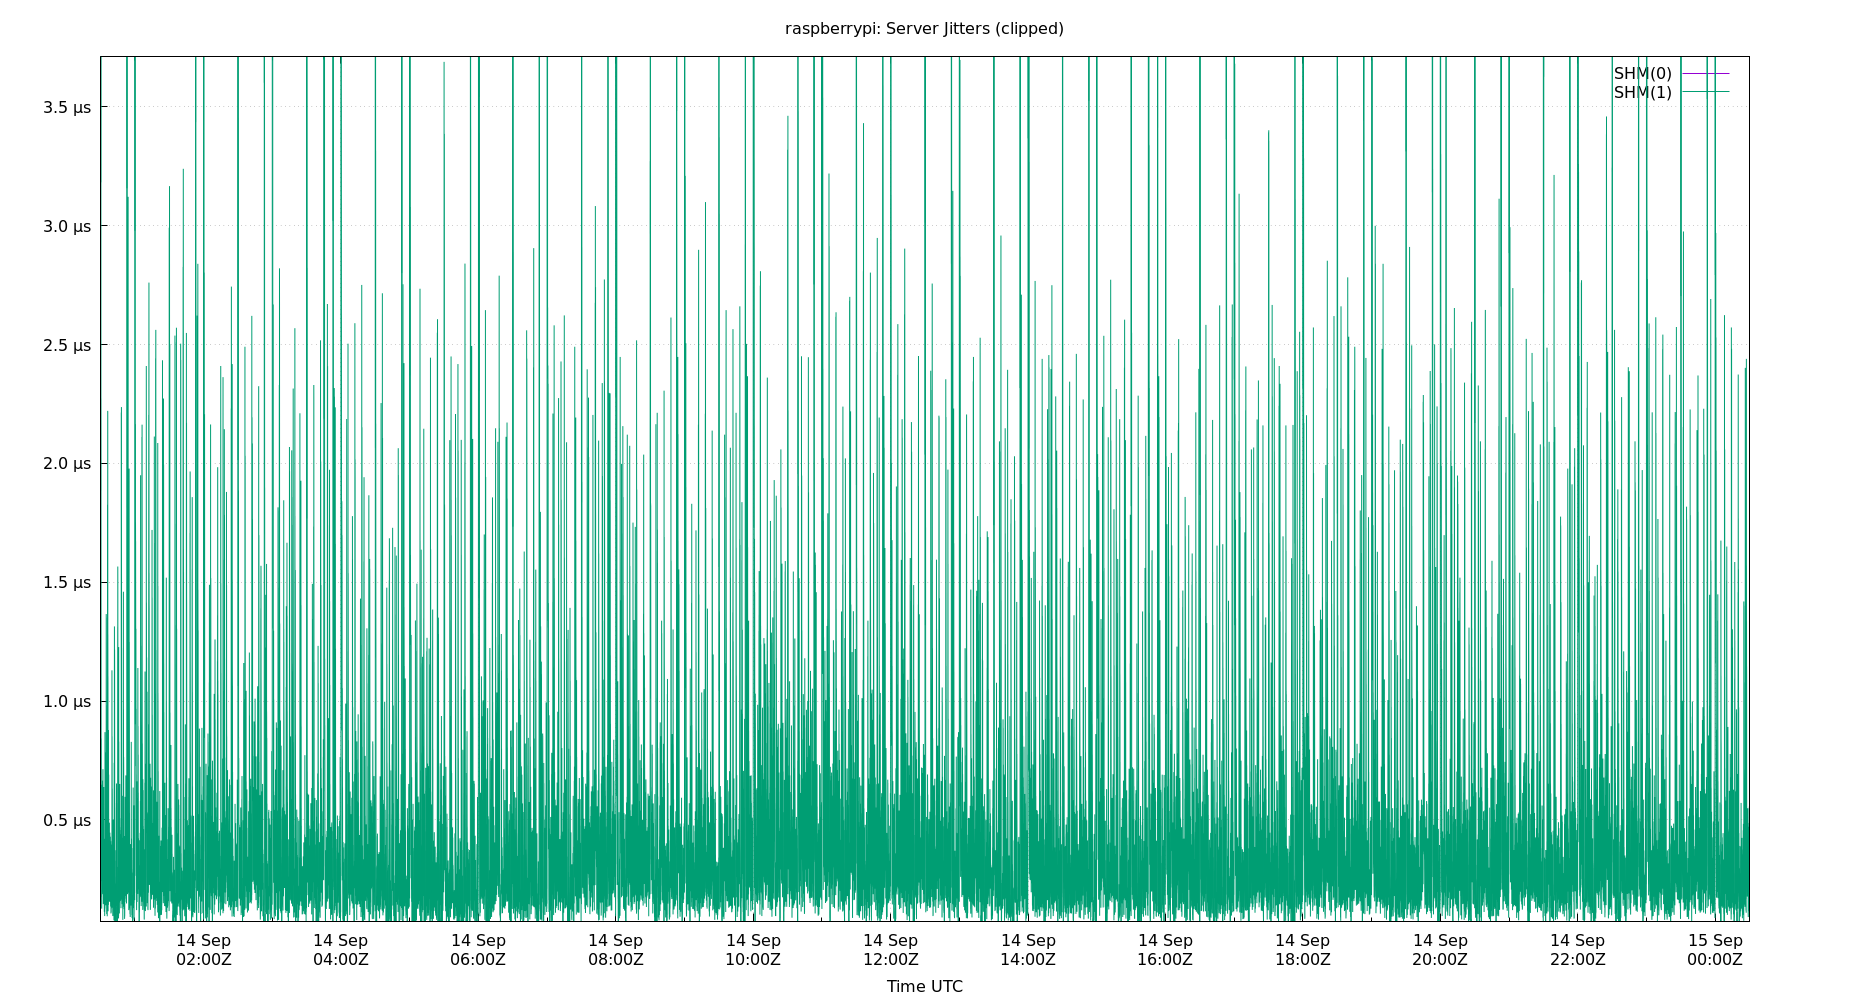 raspberrypi: Server Jitters (clipped)
SHM(0)
SHM(1)
3.5 µs
3.0 µs
2.5 µs
2.0 µs
1.5 µs
1.0 µs
0.5 µs
14 Sep 14 Sep 14 Sep 14 Sep 14 Sep 14 Sep 14 Sep 14 Sep 14 Sep 14 Sep 14 Sep 15 Sep
02:00Z 04:00Z 06:00Z 08:00Z 10:00Z 12:00Z 14:00Z 16:00Z 18:00Z 20:00Z 22:00Z 00:00Z
Time UTC